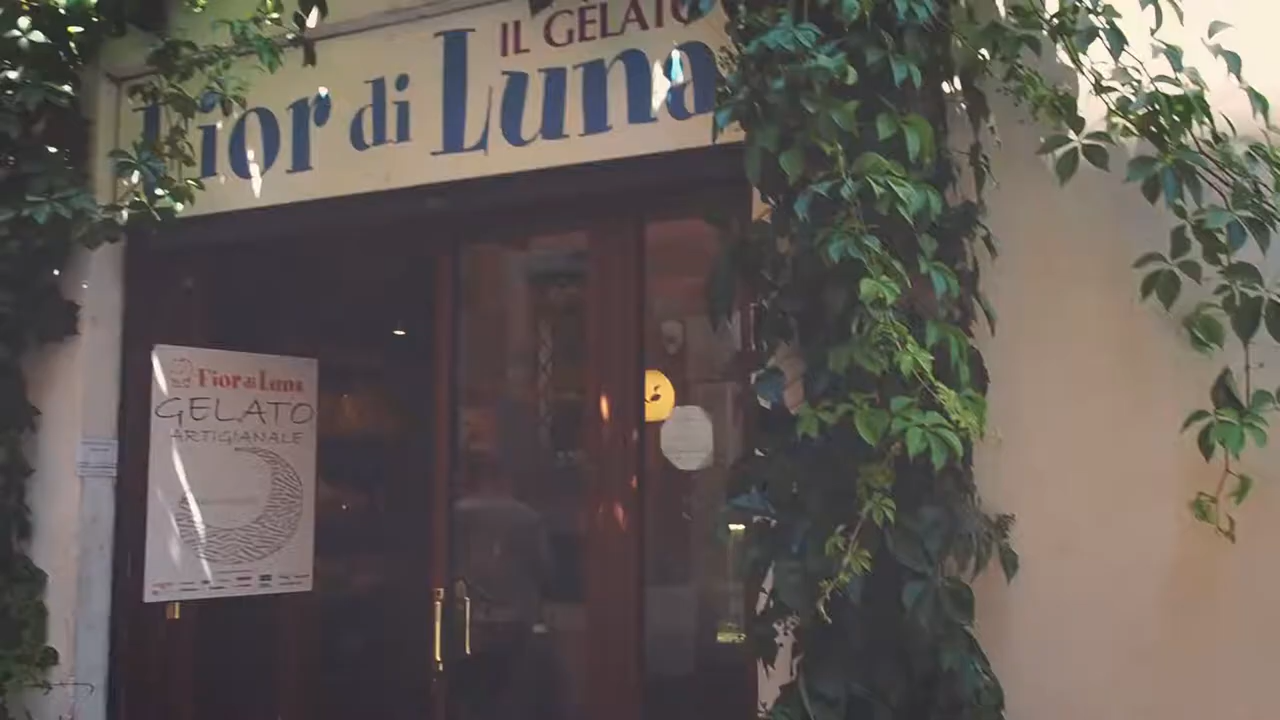 IL GELATO
Fior di Luna
Fior di Luna
GELATO
ARTIGIANALE